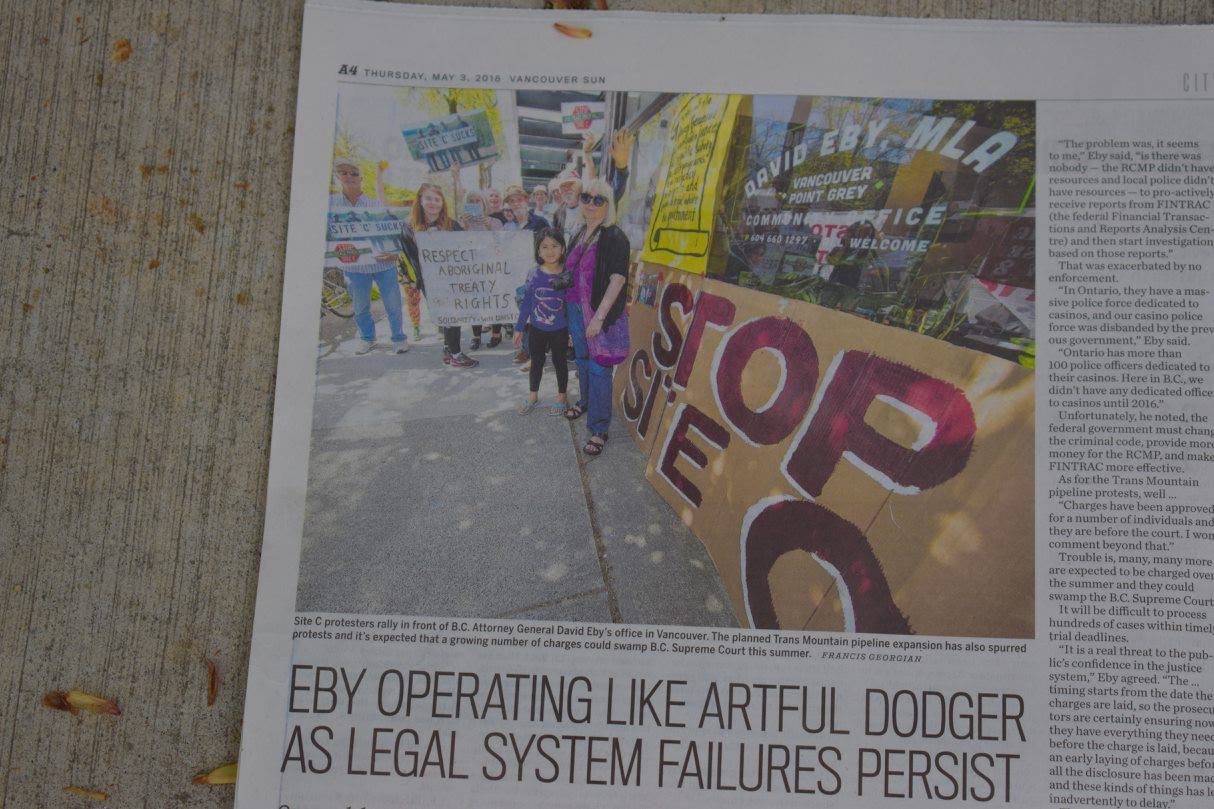 A4 THURSDAY, MAY 3, 2018 VANCOUVER SUN
CIT
SITE 'C' SUCKS
SITE 'C' SUCKS
RESPECT
ABORIGINAL
TREATY
RIGHTS
DAVID EBY, MLA
VANCOUVER
POINT GREY
COMMUNITY OFFICE
604 660 1297 · ALL WELCOME
STOP
SITE
C
Site C protesters rally in front of B.C. Attorney General David Eby's office in Vancouver. The planned Trans Mountain pipeline expansion has also spurred
protests and it's expected that a growing number of charges could swamp B.C. Supreme Court this summer. FRANCIS GEORGIAN
EBY OPERATING LIKE ARTFUL DODGER
AS LEGAL SYSTEM FAILURES PERSIST
"The problem was, it seems
to me," Eby said, "is there was
nobody — the RCMP didn't have
resources and local police didn't
have resources — to pro-actively
receive reports from FINTRAC
(the federal Financial Transac-
tions and Reports Analysis Cen-
tre) and then start investigation
based on those reports."
That was exacerbated by no
enforcement.
"In Ontario, they have a mas-
sive police force dedicated to
casinos, and our casino police
force was disbanded by the prev
ous government," Eby said.
"Ontario has more than
100 police officers dedicated to
their casinos. Here in B.C., we
didn't have any dedicated office
to casinos until 2016."
Unfortunately, he noted, the
federal government must chang
the criminal code, provide more
money for the RCMP, and make
FINTRAC more effective.
As for the Trans Mountain
pipeline protests, well ...
"Charges have been approved
for a number of individuals and
they are before the court. I won
comment beyond that."
Trouble is, many, many more
are expected to be charged over
the summer and they could
swamp the B.C. Supreme Court
It will be difficult to process
hundreds of cases within timely
trial deadlines.
"It is a real threat to the pub-
lic's confidence in the justice
system," Eby agreed. "The ...
timing starts from the date the
charges are laid, so the prosecu
tors are certainly ensuring now
they have everything they need
before the charge is laid, becau
an early laying of charges befor
all the disclosure has been mad
and these kinds of things has le
inadvertently to delay."